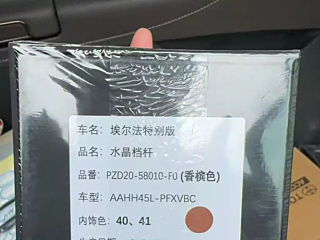 车名：埃尔法特别版
品名：水晶档杆
品番：PZD20-58010-F0 (香槟色)
车型：AAHH45L-PFXVBC
内饰色：40、41